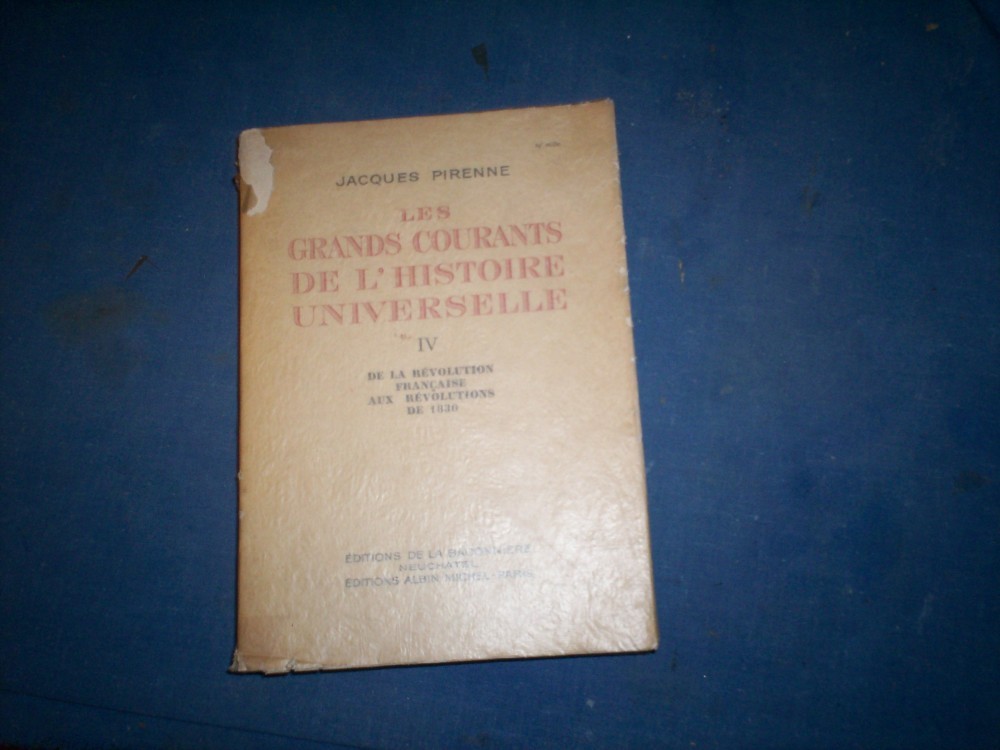 JACQUES PIRENNE
LES
GRANDS COURANTS
DE L'HISTOIRE
UNIVERSELLE
IV
DE LA RÉVOLUTION
FRANÇAISE
AUX RÉVOLUTIONS
DE 1830
ÉDITIONS DE LA BACONNIÈRE
NEUCHATEL
ÉDITIONS ALBIN MICHEL - PARIS